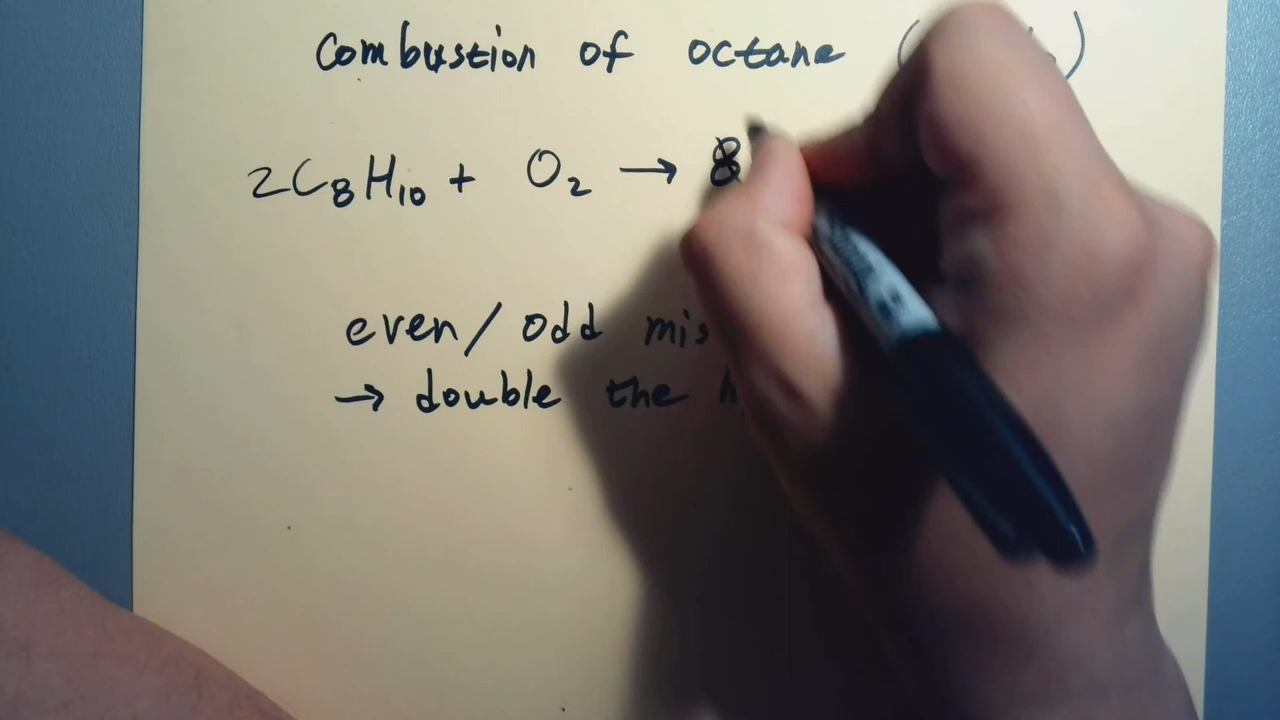 Combustion of octane ( )
2C₈H₁₀ + O₂ → 8
even/ odd
→ double the